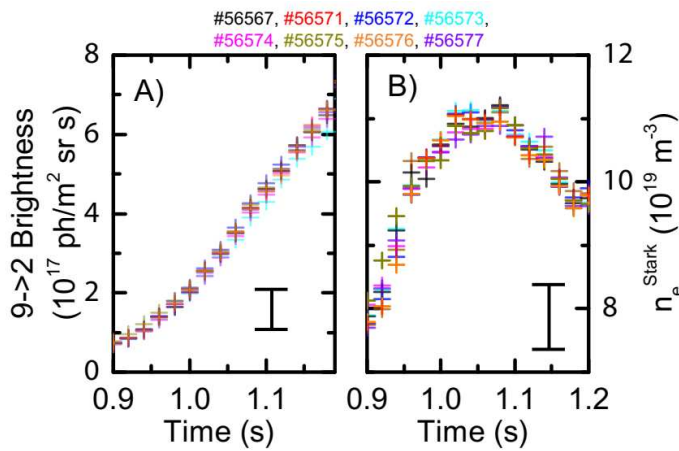 #56567, #56571, #56572, #56573,
#56574, #56575, #56576, #56577
A)
B)
9->2 Brightness
(10^17 ph/m^2 sr s)
8
6
4
2
0
0.9 1.0 1.1
Time (s)
12
10
8
n_e^Stark (10^19 m^-3)
0.9 1.0 1.1 1.2
Time (s)